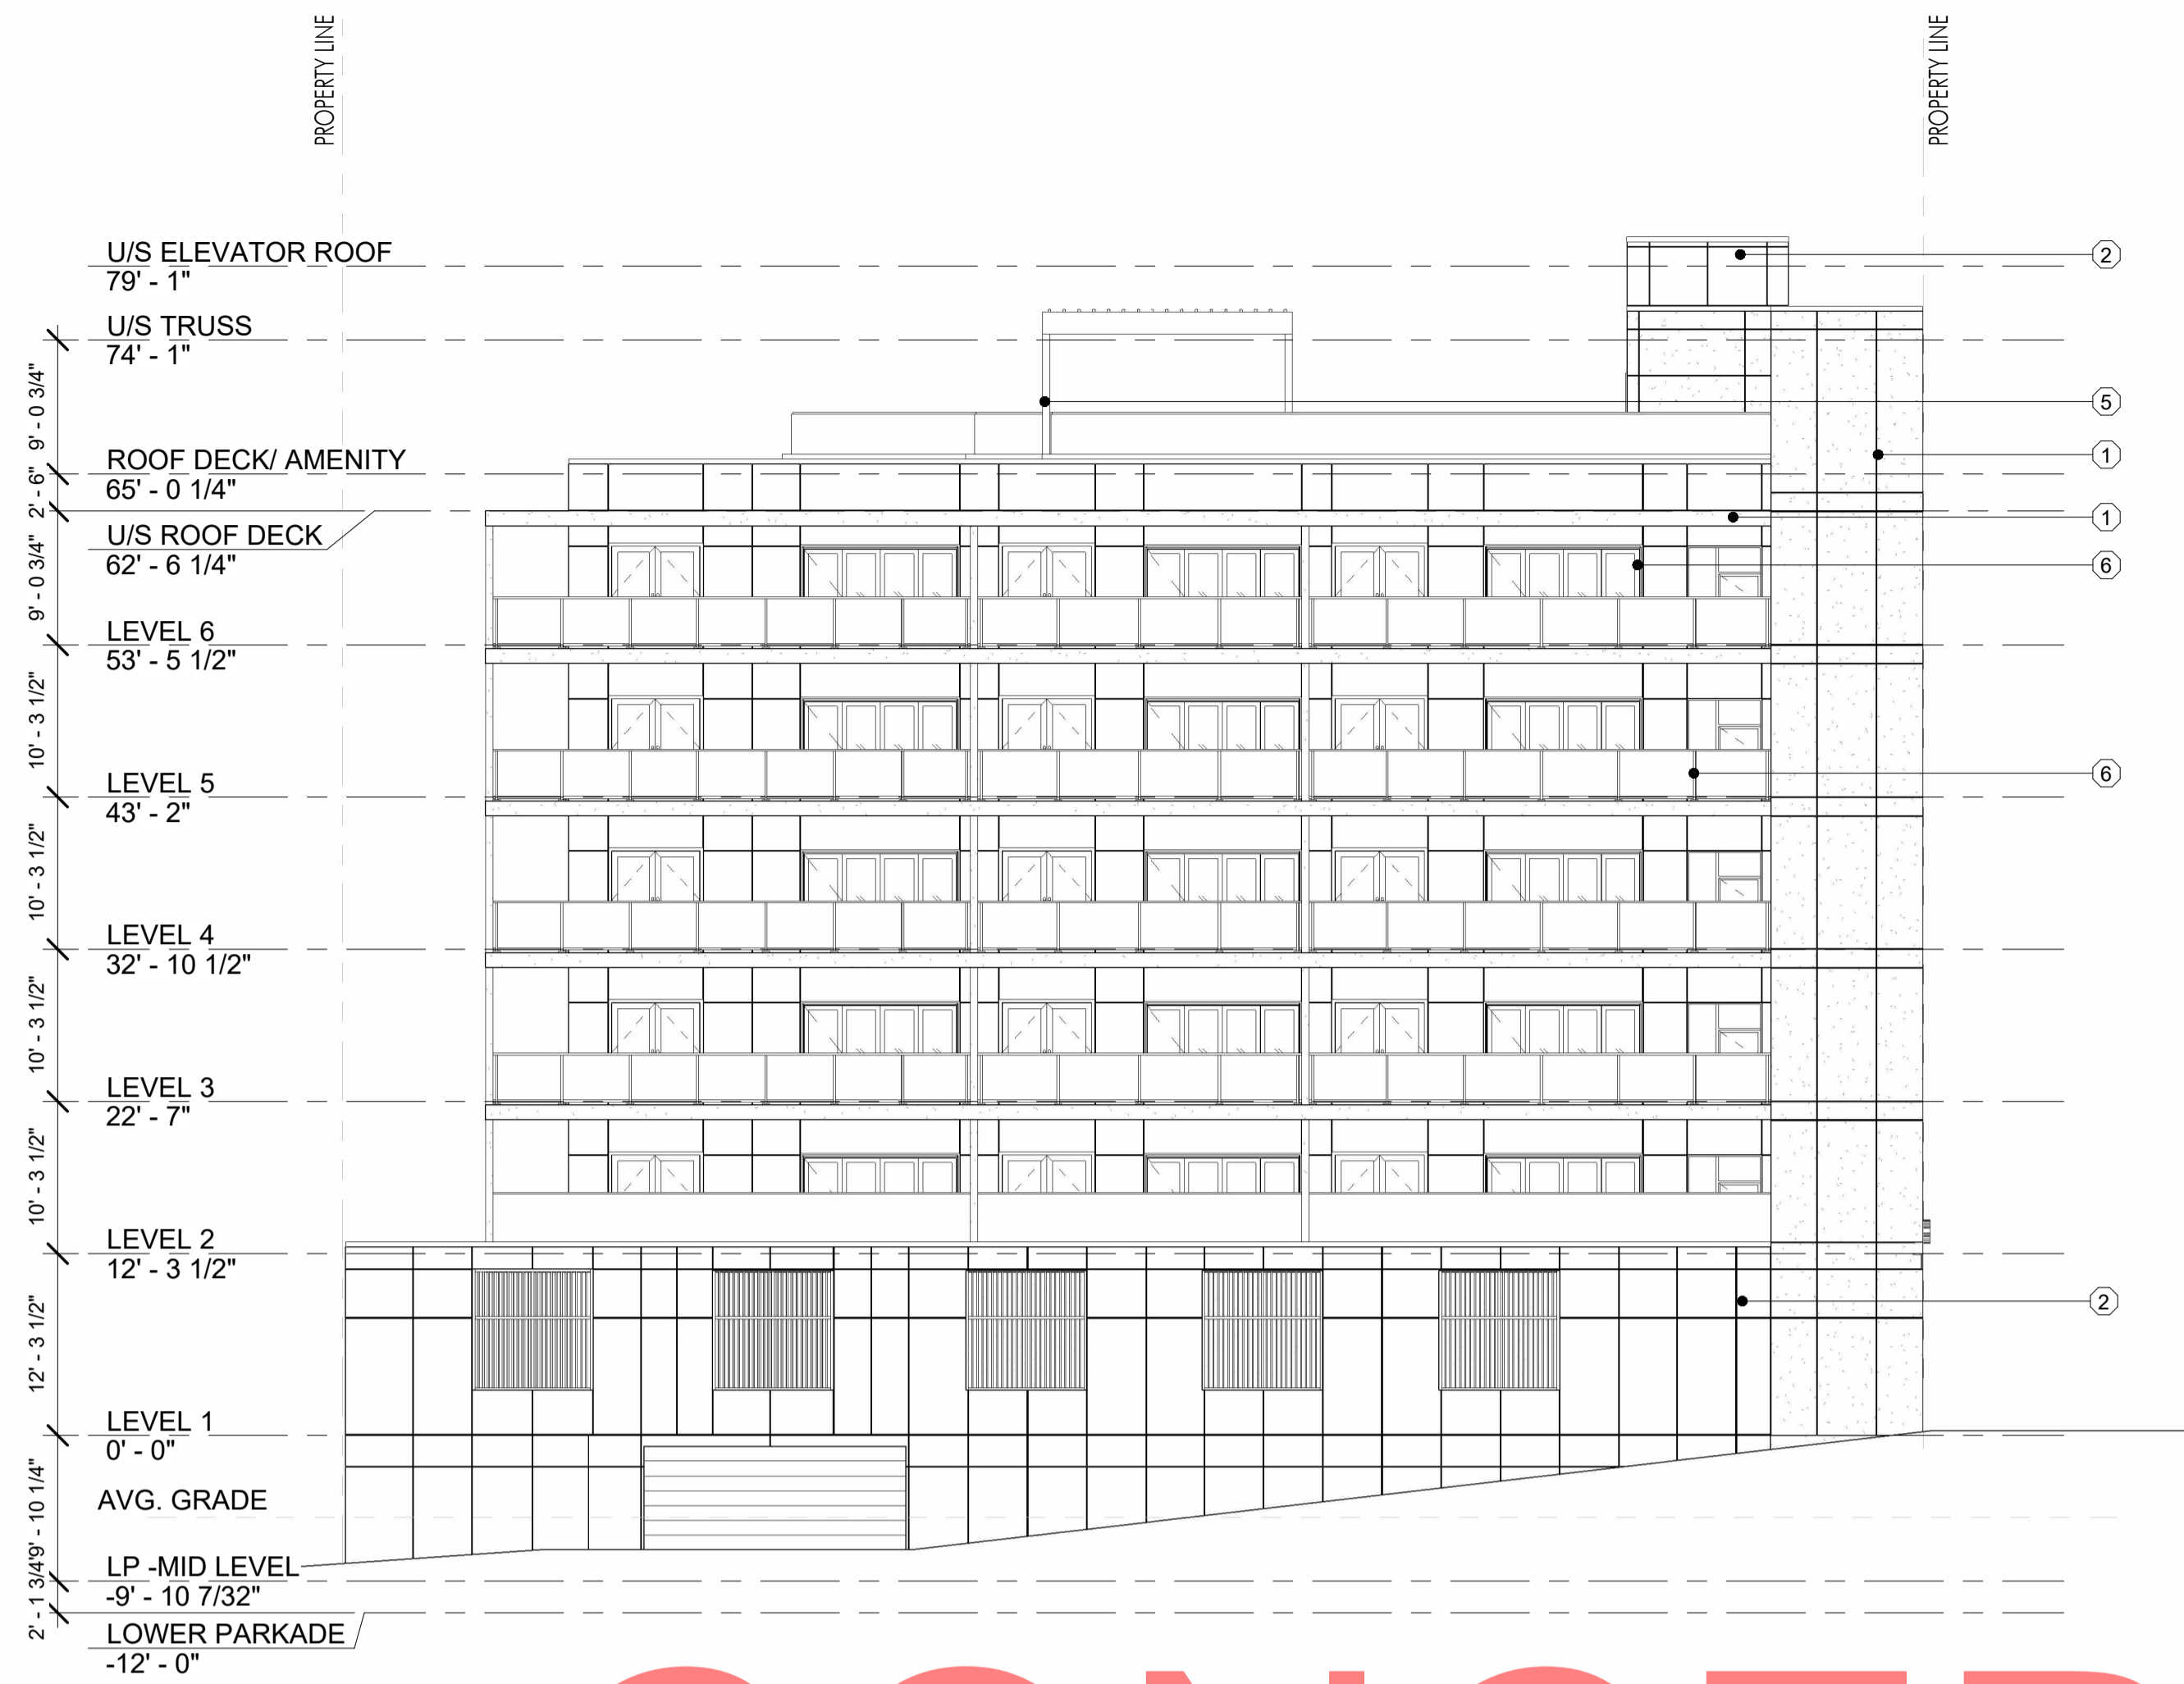 PROPERTY LINE
PROPERTY LINE
U/S ELEVATOR ROOF
79' - 1"
U/S TRUSS
74' - 1"
ROOF DECK/ AMENITY
65' - 0 1/4"
U/S ROOF DECK
62' - 6 1/4"
LEVEL 6
53' - 5 1/2"
LEVEL 5
43' - 2"
LEVEL 4
32' - 10 1/2"
LEVEL 3
22' - 7"
LEVEL 2
12' - 3 1/2"
LEVEL 1
0' - 0"
AVG. GRADE
LP -MID LEVEL
-9' - 10 7/32"
LOWER PARKADE
-12' - 0"
9' - 0 3/4"
2' - 6"
9' - 0 3/4"
10' - 3 1/2"
10' - 3 1/2"
10' - 3 1/2"
10' - 3 1/2"
12' - 3 1/2"
9' - 10 1/4"
2' - 1 3/4"
2
5
1
1
6
6
2